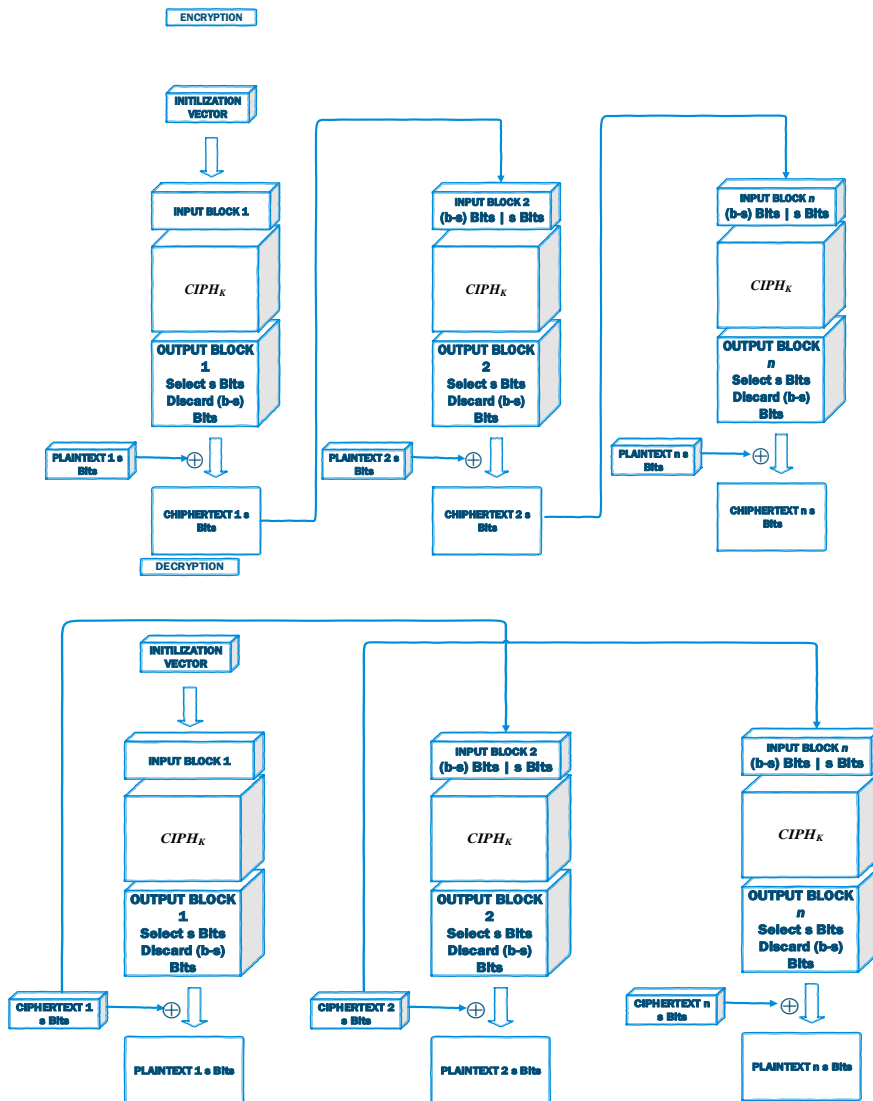 ENCRYPTION
INITILIZATION
VECTOR
INPUT BLOCK 1
INPUT BLOCK 2
(b-s) Bits | s Bits
INPUT BLOCK n
(b-s) Bits | s Bits
CIPHK
CIPHK
CIPHK
OUTPUT BLOCK
1
Select s Bits
Discard (b-s)
Bits
OUTPUT BLOCK
2
Select s Bits
Discard (b-s)
Bits
OUTPUT BLOCK
n
Select s Bits
Discard (b-s)
Bits
PLAINTEXT 1 s
Bits
PLAINTEXT 2 s
Bits
PLAINTEXT n s
Bits
CHIPHERTEXT 1 s
Bits
CHIPHERTEXT 2 s
Bits
CHIPHERTEXT n s
Bits
DECRYPTION
INITILIZATION
VECTOR
INPUT BLOCK 1
INPUT BLOCK 2
(b-s) Bits | s Bits
INPUT BLOCK n
(b-s) Bits | s Bits
CIPHK
CIPHK
CIPHK
OUTPUT BLOCK
1
Select s Bits
Discard (b-s)
Bits
OUTPUT BLOCK
2
Select s Bits
Discard (b-s)
Bits
OUTPUT BLOCK
n
Select s Bits
Discard (b-s)
Bits
CIPHERTEXT 1
s Bits
CIPHERTEXT 2
s Bits
CIPHERTEXT n
s Bits
PLAINTEXT 1 s Bits
PLAINTEXT 2 s Bits
PLAINTEXT n s Bits